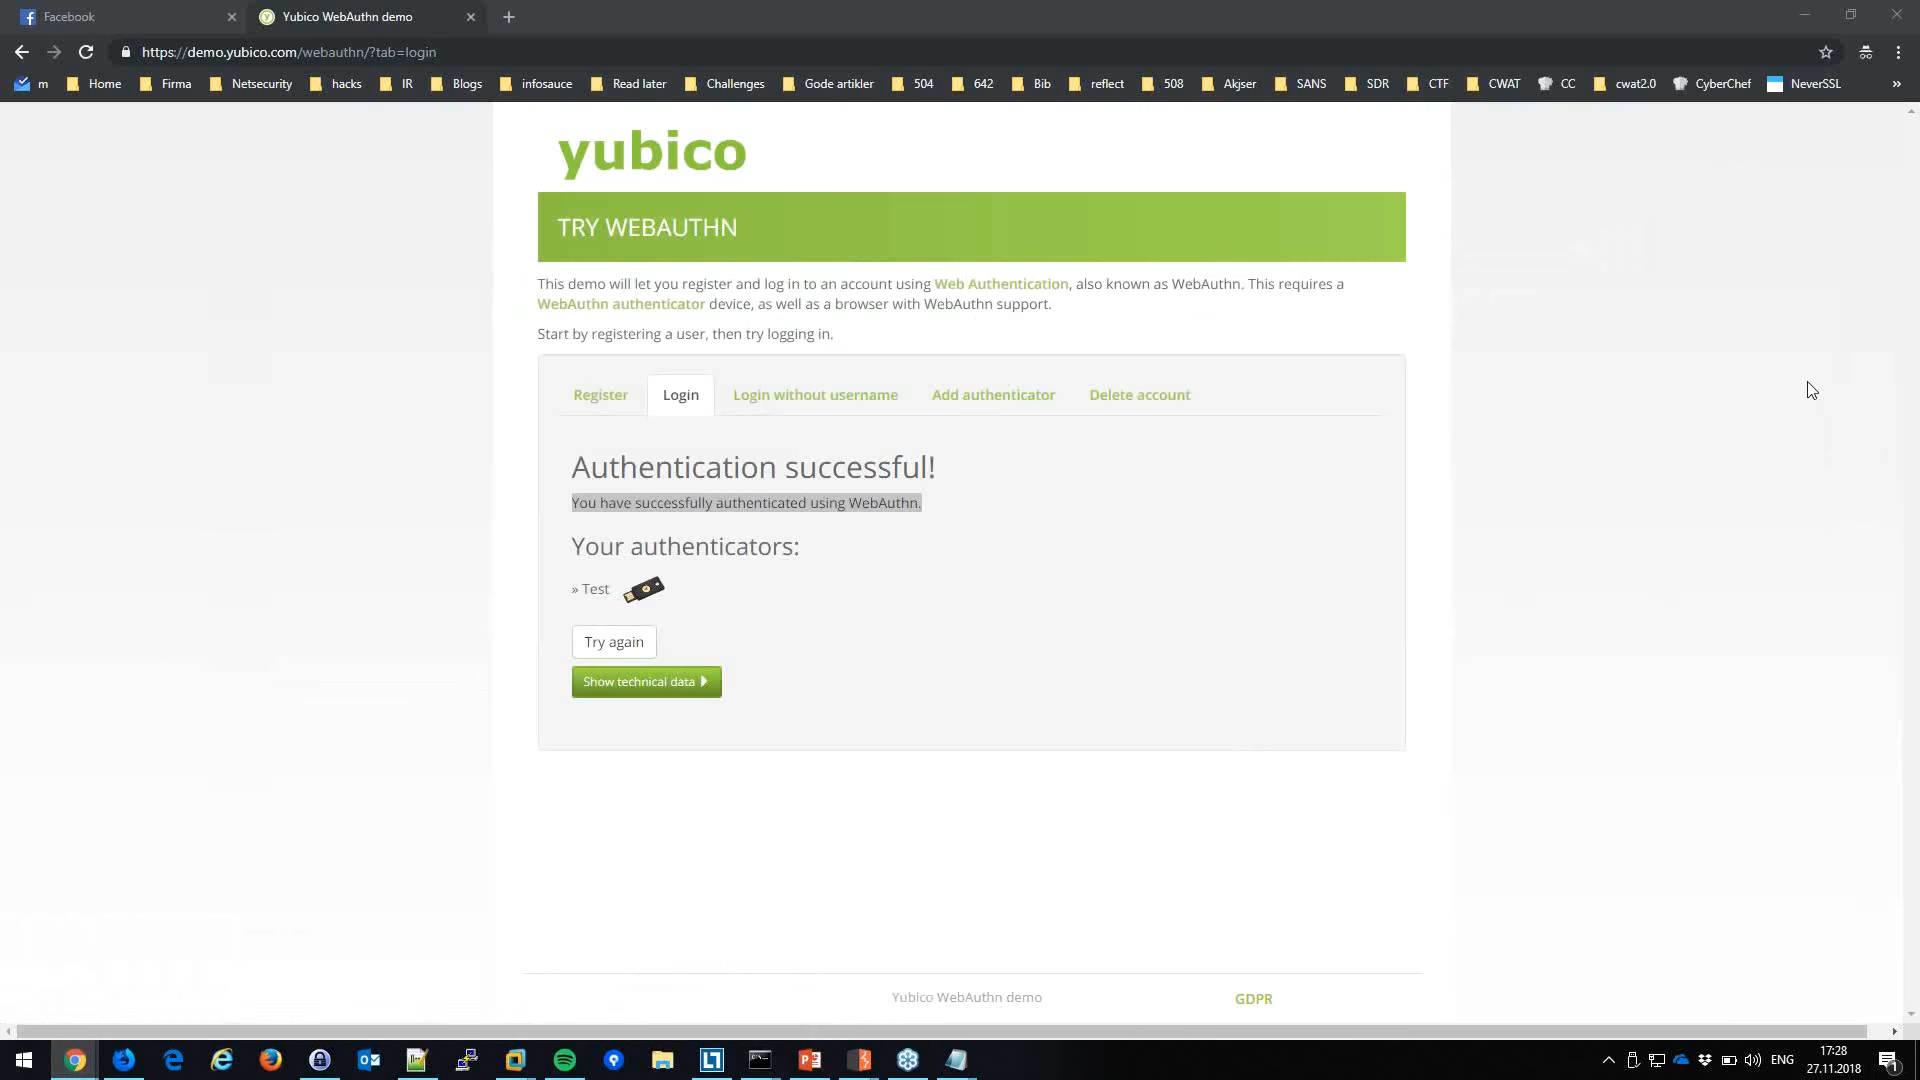 Facebook
Yubico WebAuthn demo
https://demo.yubico.com/webauthn/?tab=login
m Home Firma Netsecurity hacks IR Blogs infosauce Read later Challenges Gode artikler 504 642 Bib reflect 508 Akjser SANS SDR CTF CWAT CC cwat2.0 CyberChef NeverSSL »
yubico
TRY WEBAUTHN
This demo will let you register and log in to an account using Web Authentication, also known as WebAuthn. This requires a
WebAuthn authenticator device, as well as a browser with WebAuthn support.
Start by registering a user, then try logging in.
Register Login Login without username Add authenticator Delete account
Authentication successful!
You have successfully authenticated using WebAuthn.
Your authenticators:
» Test
Try again
Show technical data
Yubico WebAuthn demo GDPR
ENG
17:28
27.11.2018
1